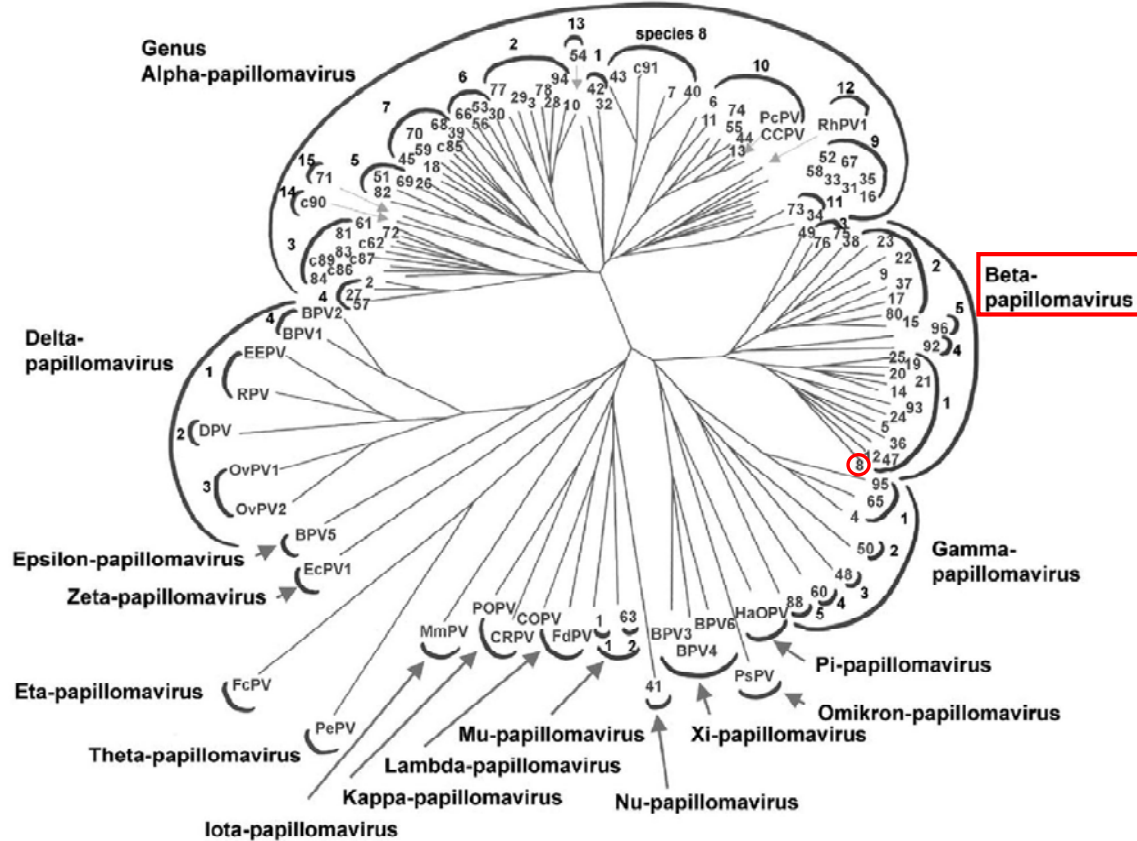 Genus
Alpha-papillomavirus
13
54
2
1
species 8
c91
43
42
32
7
40
10
6
11
74
55
44
13
PcPV
CCPV
12
RhPV1
9
52
67
58
33
35
31
16
11
73
34
6
77
94
78
29
3
28
10
7
66
53
30
56
68
39
70
59
c85
45
18
5
51
82
69
26
15
71
14
c90
3
61
81
72
c62
83
c87
c89
c86
84
4
2
27
57
Delta-
papillomavirus
4
BPV2
BPV1
1
EEPV
RPV
2
DPV
3
OvPV1
OvPV2
Beta-
papillomavirus
3
49
75
76
38
23
22
2
9
37
17
80
15
5
96
92
4
25
19
20
21
14
1
93
24
5
36
12
47
8
Gamma-
papillomavirus
95
65
4
1
50
2
48
3
60
4
88
5
Epsilon-papillomavirus
BPV5
Zeta-papillomavirus
EcPV1
Eta-papillomavirus
FcPV
Theta-papillomavirus
PePV
Iota-papillomavirus
MmPV
Kappa-papillomavirus
POPV
CRPV
Lambda-papillomavirus
COPV
FdPV
Mu-papillomavirus
1
63
1
2
Nu-papillomavirus
41
Xi-papillomavirus
BPV3
BPV6
BPV4
Omikron-papillomavirus
PsPV
Pi-papillomavirus
HaOPV